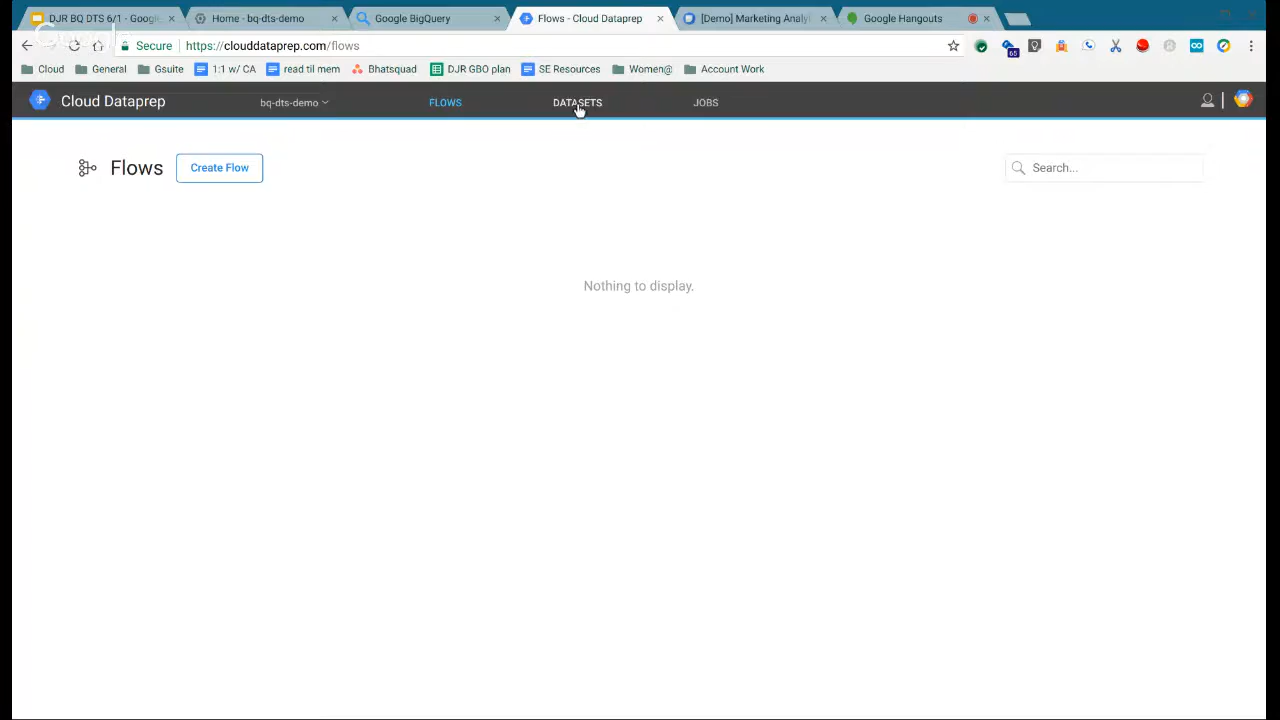 DJR BQ DTS 6/1 - Google
Home - bq-dts-demo
Google BigQuery
Flows - Cloud Dataprep
[Demo] Marketing Analy
Google Hangouts
Google
Secure
https://clouddataprep.com/flows
65
Cloud
General
Gsuite
1:1 w/ CA
read til mem
Bhatsquad
DJR GBO plan
SE Resources
Women@
Account Work
Cloud Dataprep
bq-dts-demo
FLOWS
DATASETS
JOBS
Flows
Create Flow
Search...
Nothing to display.